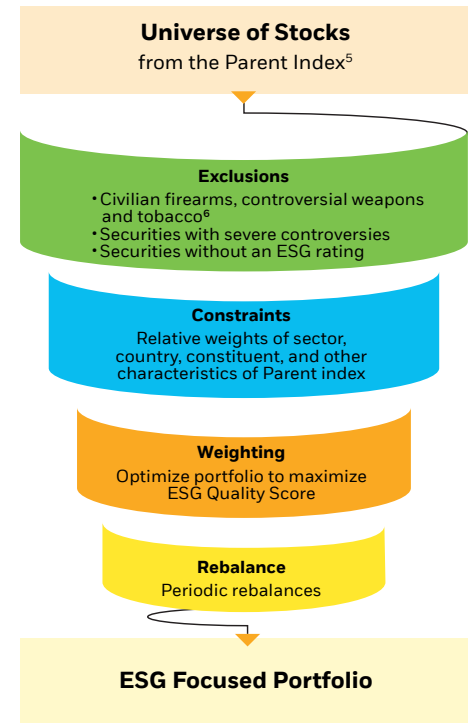 Universe of Stocks
from the Parent Index⁵
Exclusions
•Civilian firearms, controversial weapons
and tobacco⁶
•Securities with severe controversies
•Securities without an ESG rating
Constraints
Relative weights of sector,
country, constituent, and other
characteristics of Parent index
Weighting
Optimize portfolio to maximize
ESG Quality Score
Rebalance
Periodic rebalances
ESG Focused Portfolio